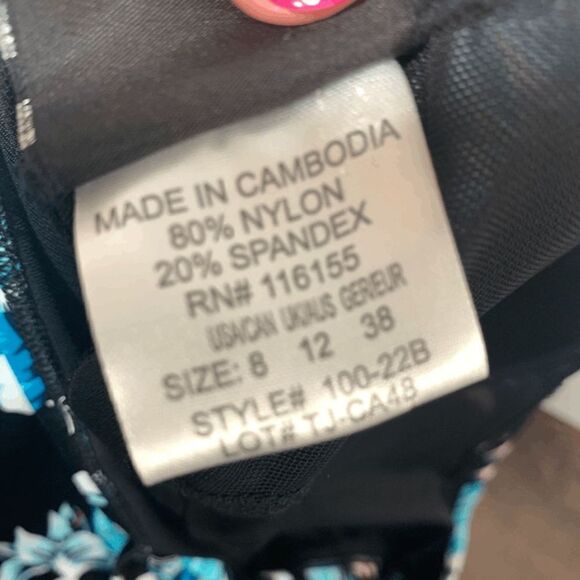 MADE IN CAMBODIA
80% NYLON
20% SPANDEX
RN# 116155
USA/CAN UK/AUS GER/EUR
SIZE: 8 12 38
STYLE# 100-22B
LOT# TJ-CA48